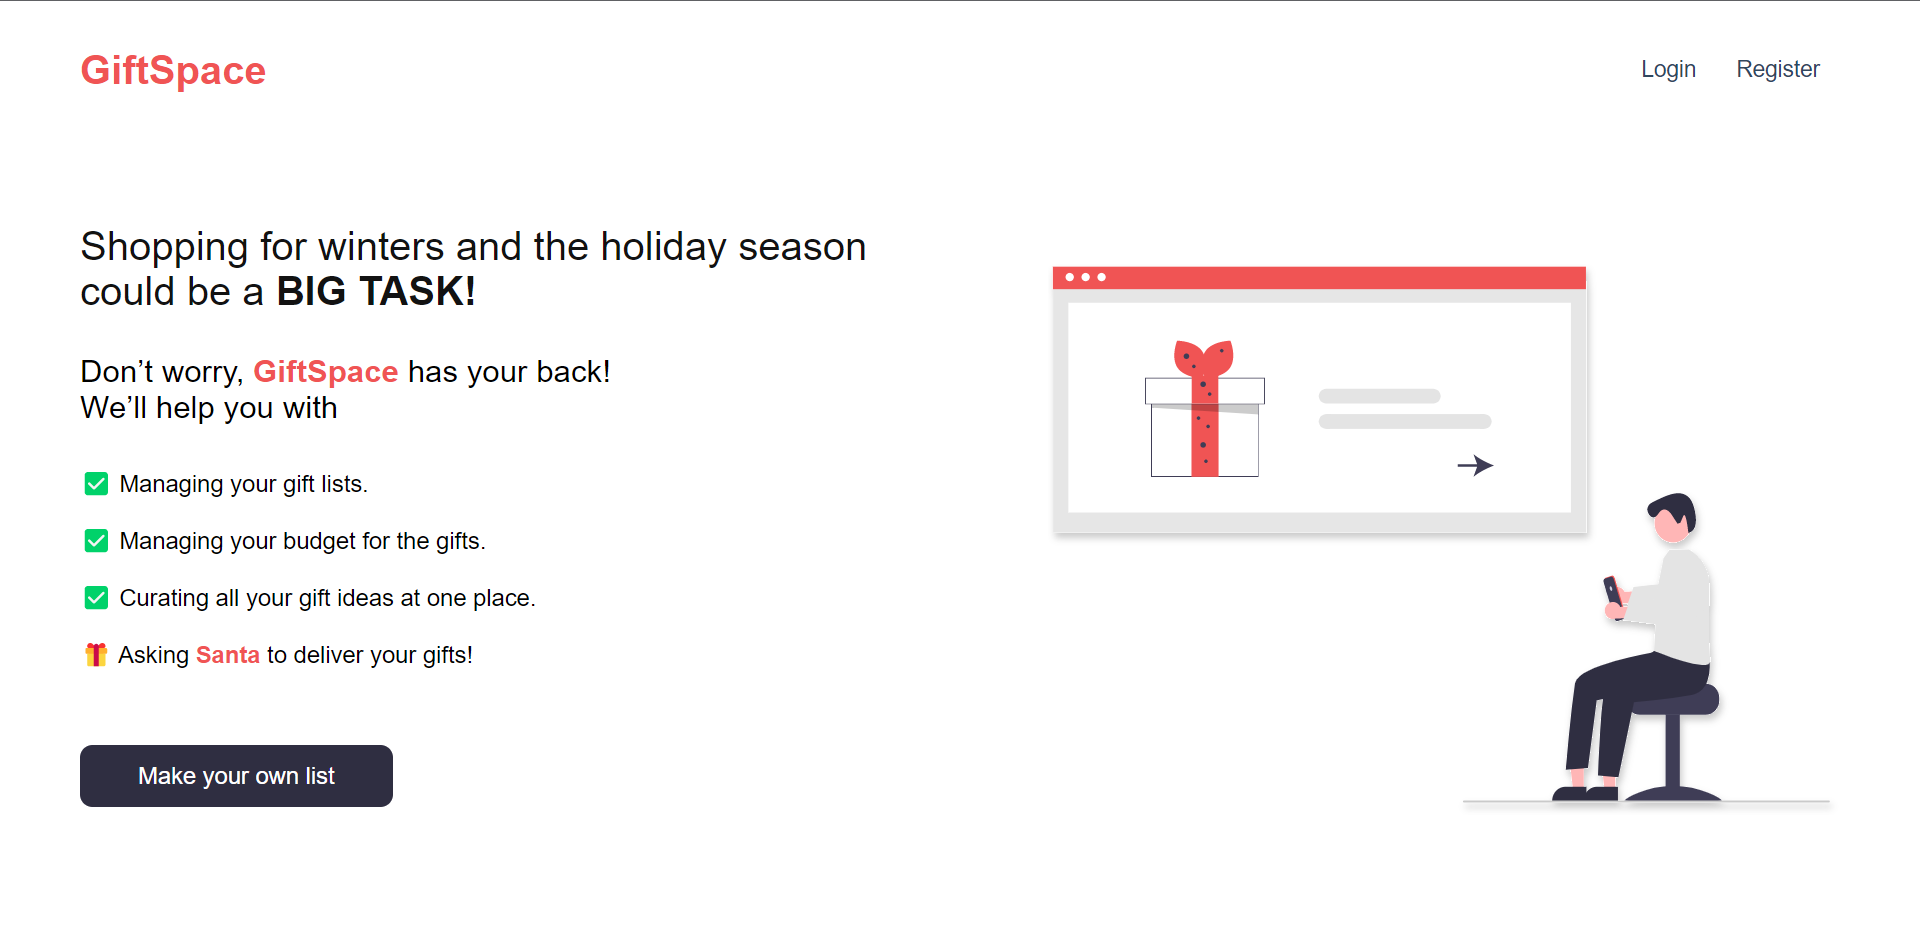 GiftSpace
Login
Register
Shopping for winters and the holiday season
could be a BIG TASK!
Don’t worry, GiftSpace has your back!
We’ll help you with
✅ Managing your gift lists.
✅ Managing your budget for the gifts.
✅ Curating all your gift ideas at one place.
🎁 Asking Santa to deliver your gifts!
Make your own list